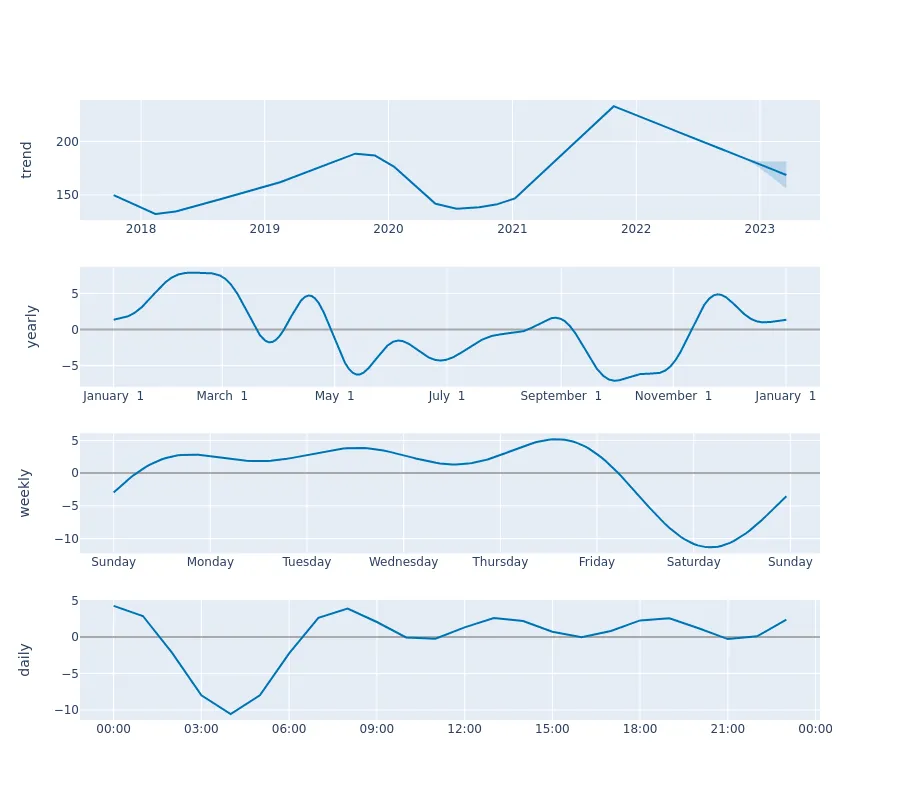 trend
200
150
2018 2019 2020 2021 2022 2023
yearly
5
0
−5
January 1 March 1 May 1 July 1 September 1 November 1 January 1
weekly
5
0
−5
−10
Sunday Monday Tuesday Wednesday Thursday Friday Saturday Sunday
daily
5
0
−5
−10
00:00 03:00 06:00 09:00 12:00 15:00 18:00 21:00 00:00